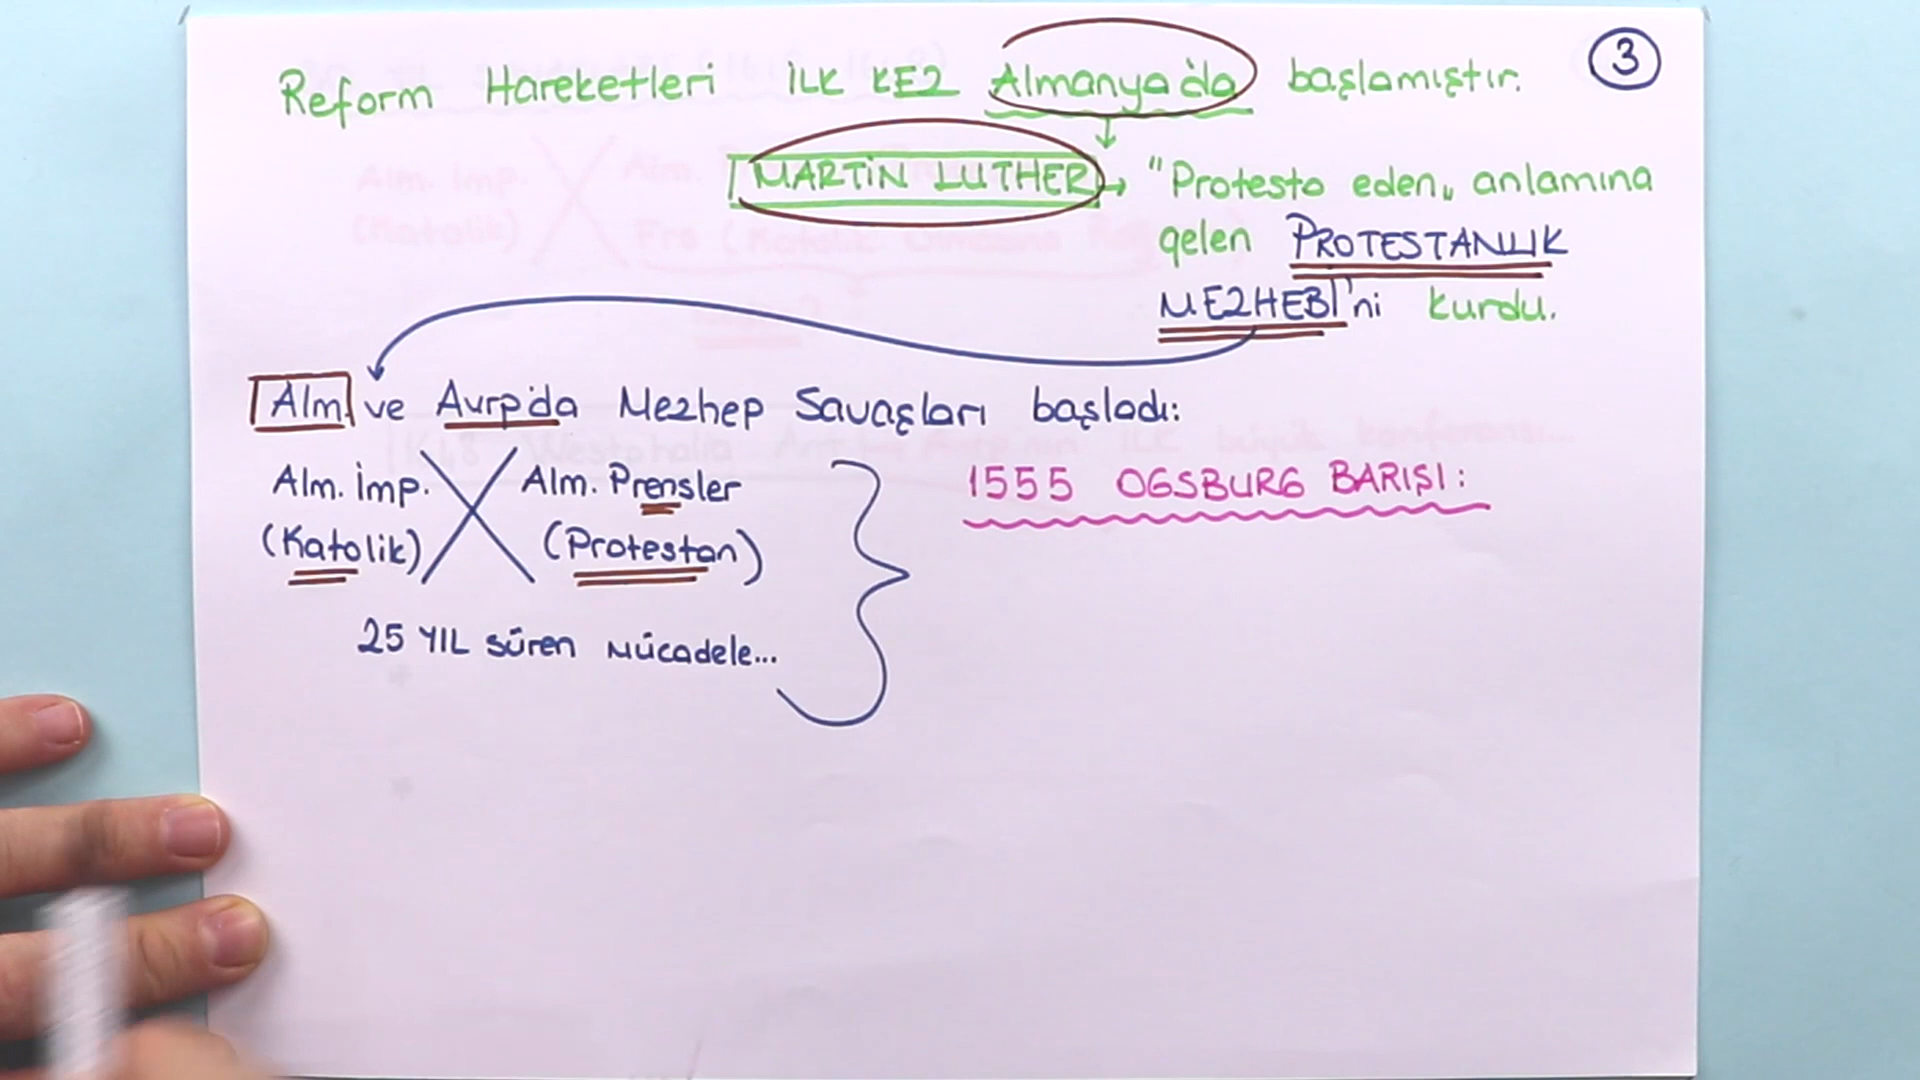 Reform Hareketleri İLK KEZ Almanya'da başlamıştır. 3
MARTİN LUTHER → "Protesto eden" anlamına
gelen PROTESTANLIK
MEZHEBİ'ni kurdu.
Alm. ve Avrp'da Mezhep Savaşları başladı:
Alm. İmp. Alm. Prensler
(Katolik) (Protestan)
25 YIL süren mücadele...
1555 OGSBURG BARIŞI: